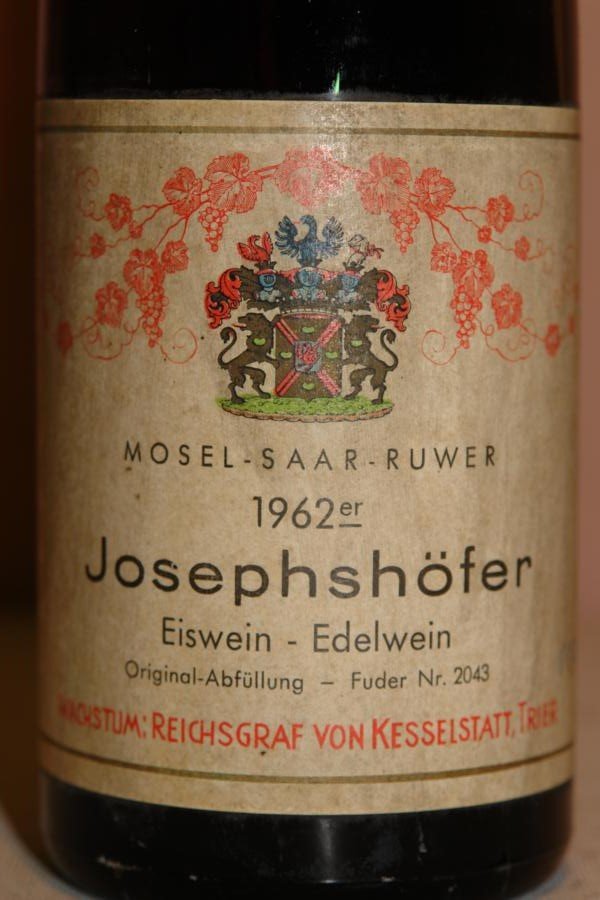 MOSEL-SAAR-RUWER
1962er
Josephshöfer
Eiswein - Edelwein
Original-Abfüllung – Fuder Nr. 2043
WACHSTUM: REICHSGRAF VON KESSELSTATT, TRIER